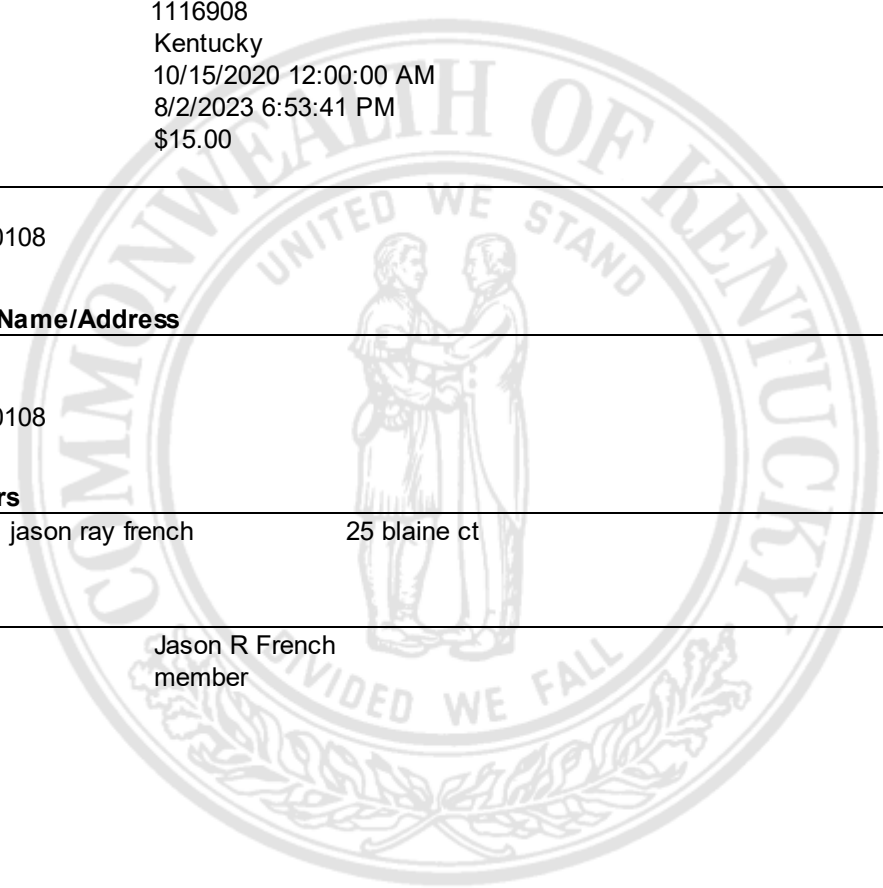 1116908
Kentucky
10/15/2020 12:00:00 AM
8/2/2023 6:53:41 PM
$15.00
0108
Name/Address
0108
rs
jason ray french 25 blaine ct
Jason R French
member
COMMONWEALTH OF KENTUCKY
UNITED WE STAND
DIVIDED WE FALL